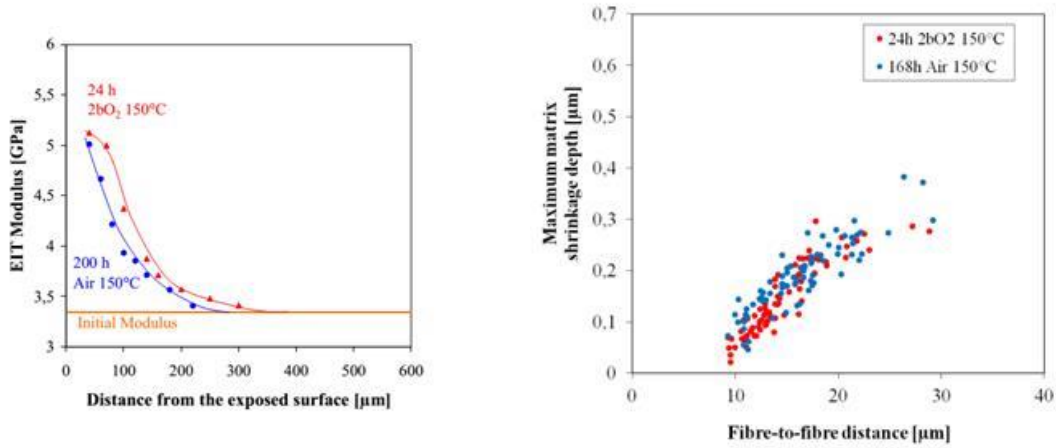 6
5,5
5
4,5
4
3,5
3
EIT Modulus [GPa]
24 h
2bO₂ 150°C
200 h
Air 150°C
Initial Modulus
0 100 200 300 400 500 600
Distance from the exposed surface [µm]
0,7
0,6
0,5
0,4
0.3
0.2
0.1
0
Maximum matrix
shrinkage depth [µm]
24h 2bO2 150°C
168h Air 150°C
0 10 20 30 40
Fibre-to-fibre distance [µm]